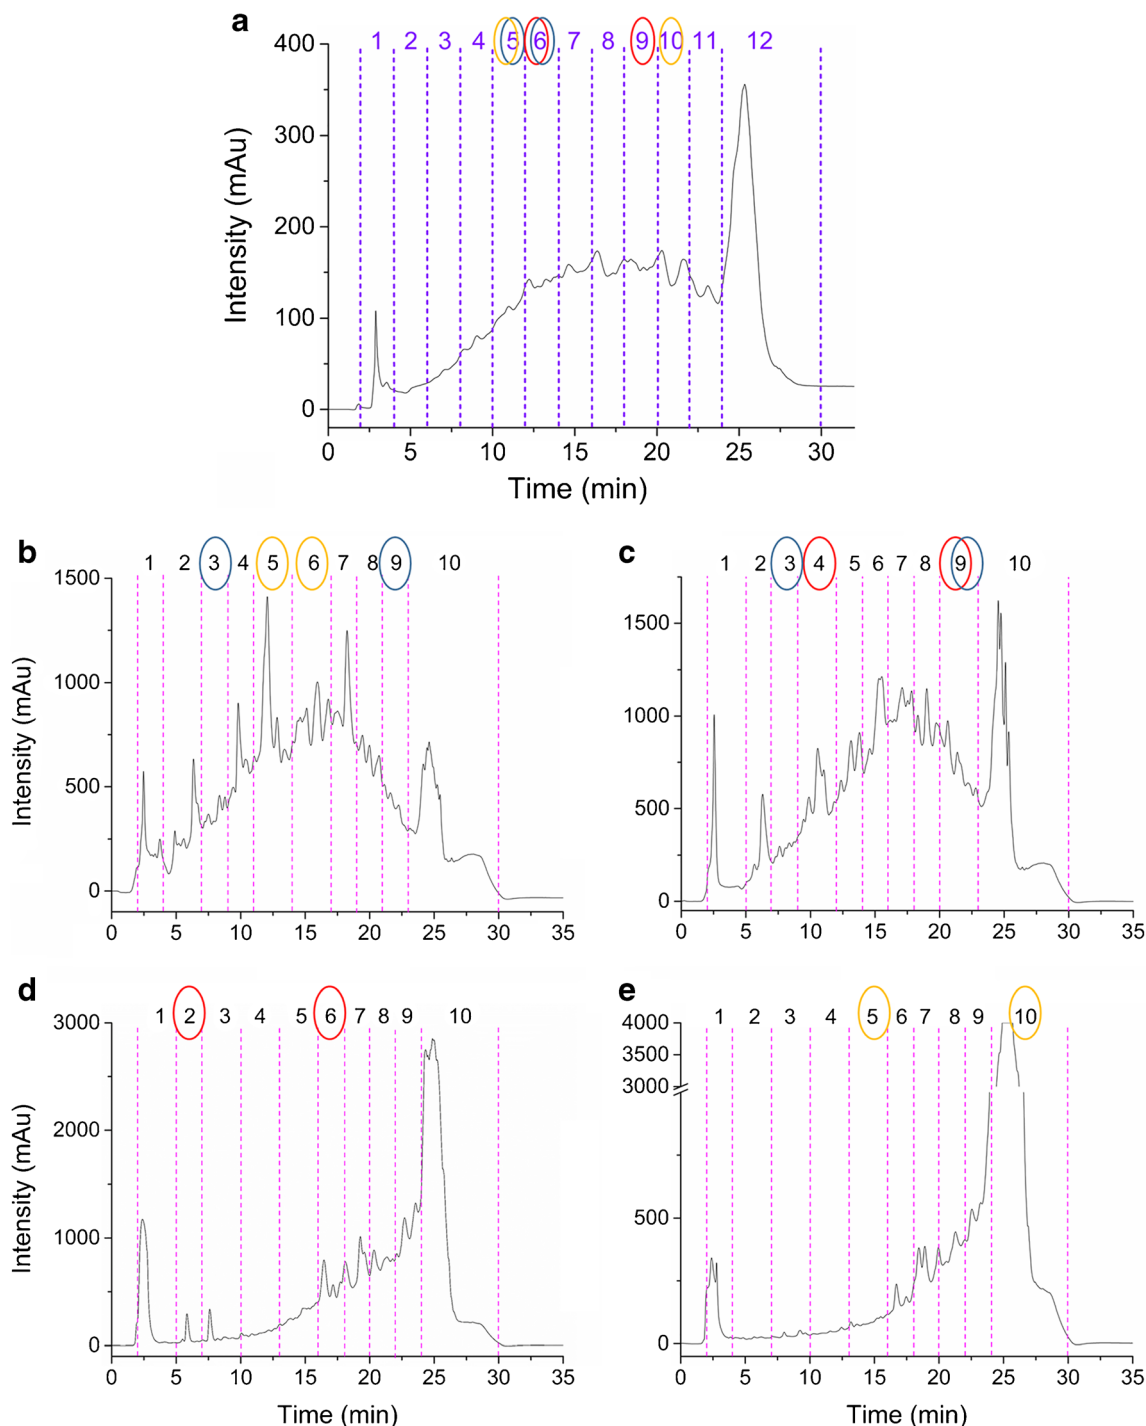 a
1 2 3 4 5 6 7 8 9 10 11 12
400
300
200
100
0
Intensity (mAu)
0 5 10 15 20 25 30
Time (min)
b
1 2 3 4 5 6 7 8 9 10
1500
1000
500
0
Intensity (mAu)
0 5 10 15 20 25 30 35
c
1 2 3 4 5 6 7 8 9 10
1500
1000
500
0
0 5 10 15 20 25 30 35
d
1 2 3 4 5 6 7 8 9 10
3000
2000
1000
0
Intensity (mAu)
0 5 10 15 20 25 30 35
Time (min)
e
1 2 3 4 5 6 7 8 9 10
4000
3500
3000
500
0
0 5 10 15 20 25 30 35
Time (min)